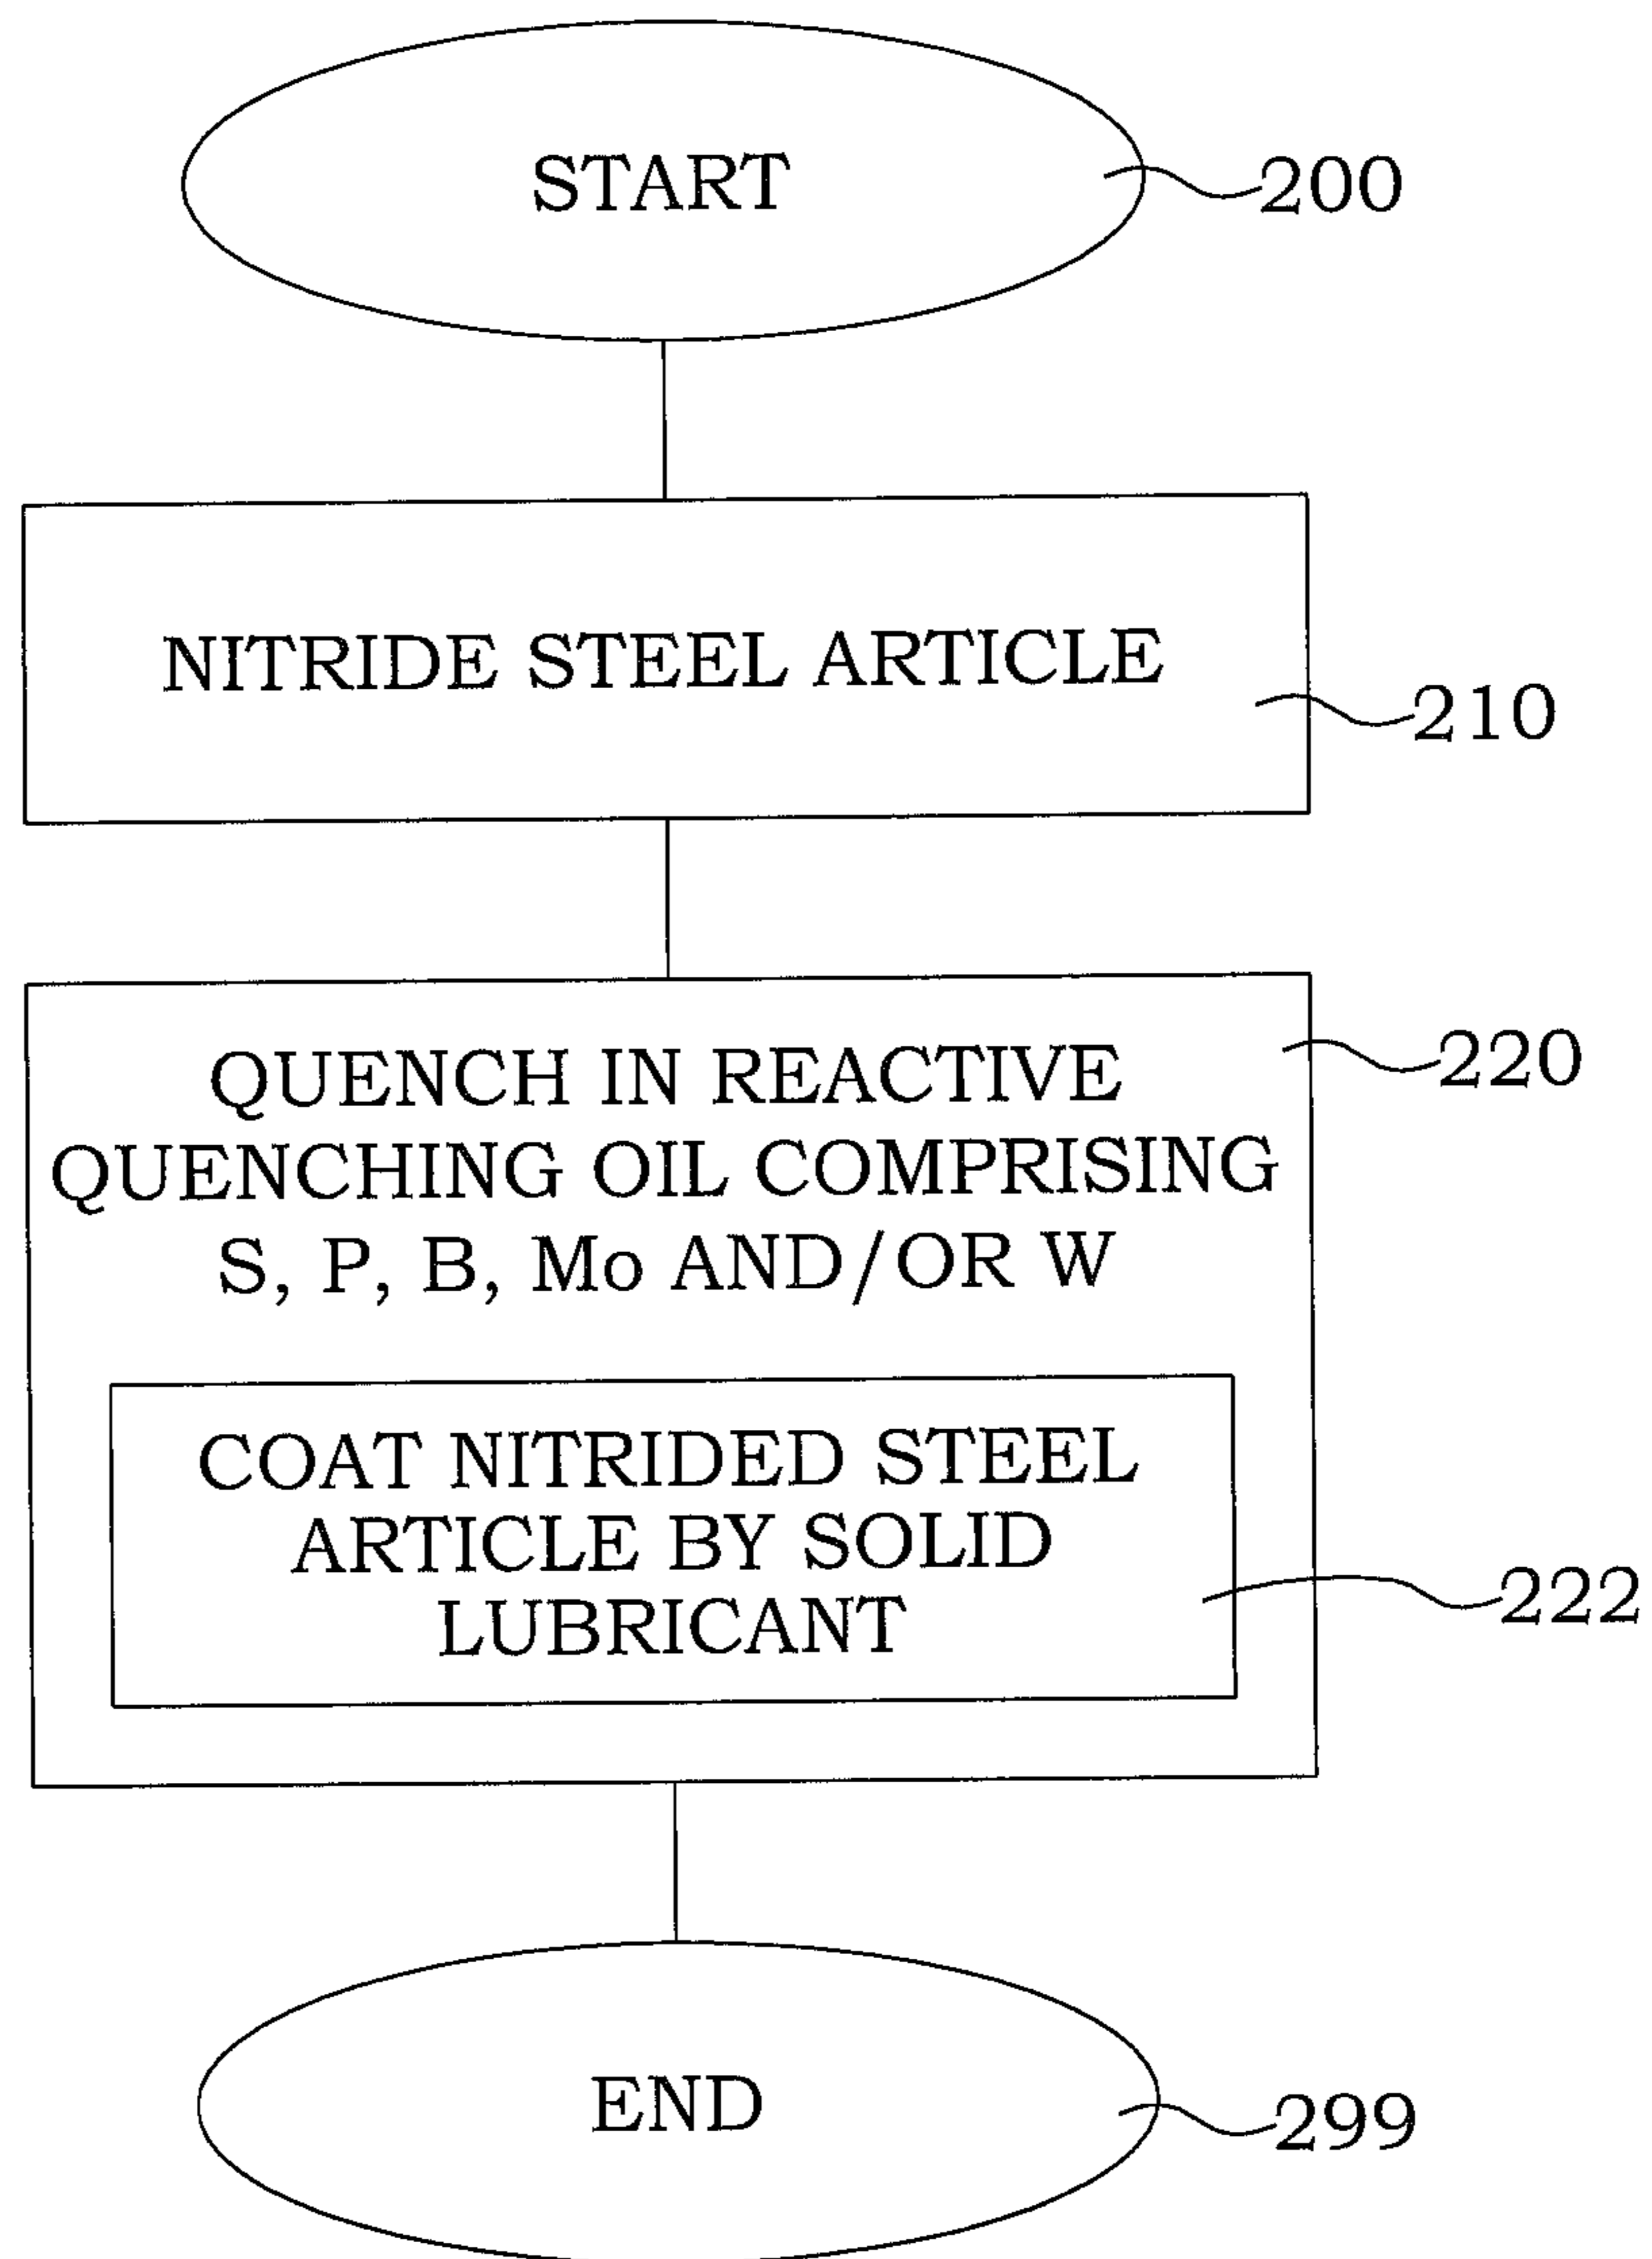 START
200
NITRIDE STEEL ARTICLE
210
QUENCH IN REACTIVE
220
QUENCHING OIL COMPRISING
S, P, B, Mo AND/OR W
COAT NITRIDED STEEL
ARTICLE BY SOLID
222
LUBRICANT
END
299